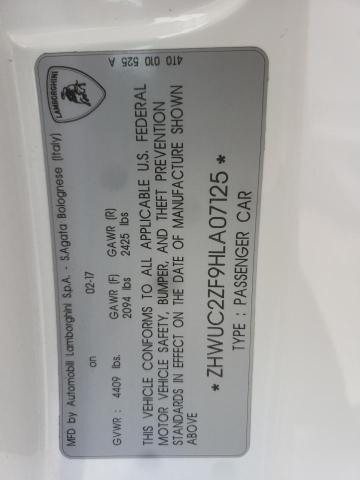 LAMBORGHINI
4T0 010 525 A
MFD by Automobili Lamborghini S.p.A. - S.Agata Bolognese (Italy)
on 02-17
GVWR : 4409 lbs. GAWR (F) 2094 lbs GAWR (R) 2425 lbs
THIS VEHICLE CONFORMS TO ALL APPLICABLE U.S. FEDERAL
MOTOR VEHICLE SAFETY, BUMPER, AND THEFT PREVENTION
STANDARDS IN EFFECT ON THE DATE OF MANUFACTURE SHOWN
ABOVE
* ZHWUC2ZF9HLA07125 *
TYPE : PASSENGER CAR